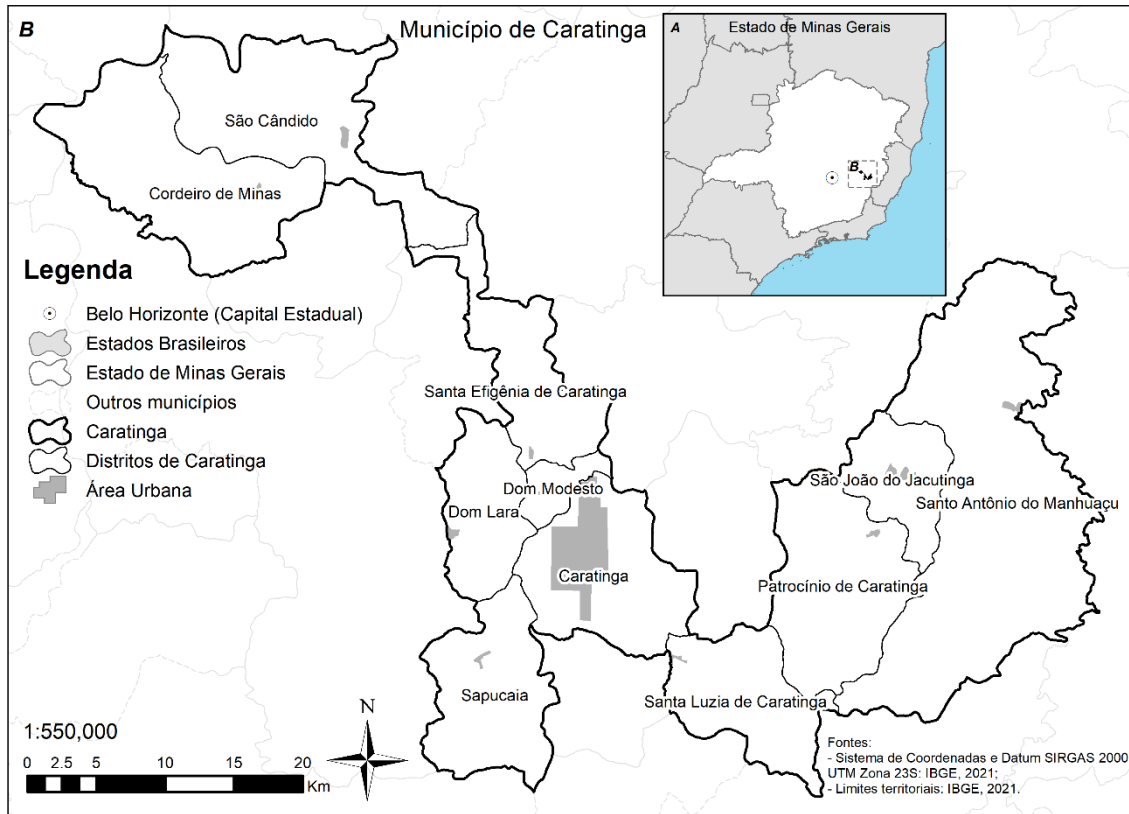 B
Município de Caratinga
A
Estado de Minas Gerais
B
São Cândido
Cordeiro de Minas
Legenda
Belo Horizonte (Capital Estadual)
Estados Brasileiros
Estado de Minas Gerais
Outros municípios
Caratinga
Distritos de Caratinga
Área Urbana
Santa Efigênia de Caratinga
Dom Modesto
Dom Lara
Caratinga
São João do Jacutinga
Santo Antônio do Manhuaçu
Patrocínio de Caratinga
Sapucaia
Santa Luzia de Caratinga
N
1:550,000
0 2.5 5 10 15 20
Km
Fontes:
- Sistema de Coordenadas e Datum SIRGAS 2000
UTM Zona 23S: IBGE, 2021;
- Limites territoriais: IBGE, 2021.